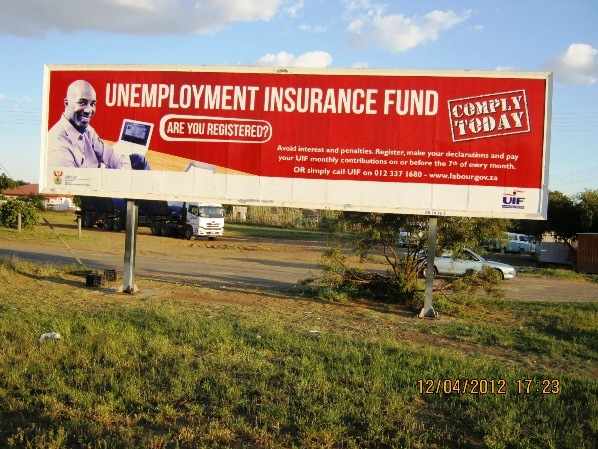 UNEMPLOYMENT INSURANCE FUND
ARE YOU REGISTERED?
COMPLY
TODAY
Avoid interest and penalties. Register, make your declarations and pay
your UIF monthly contributions on or before the 7th of every month.
OR simply call UIF on 012 337 1680 - www.labourgov.za
labour
UIF
12/04/2012 17:23